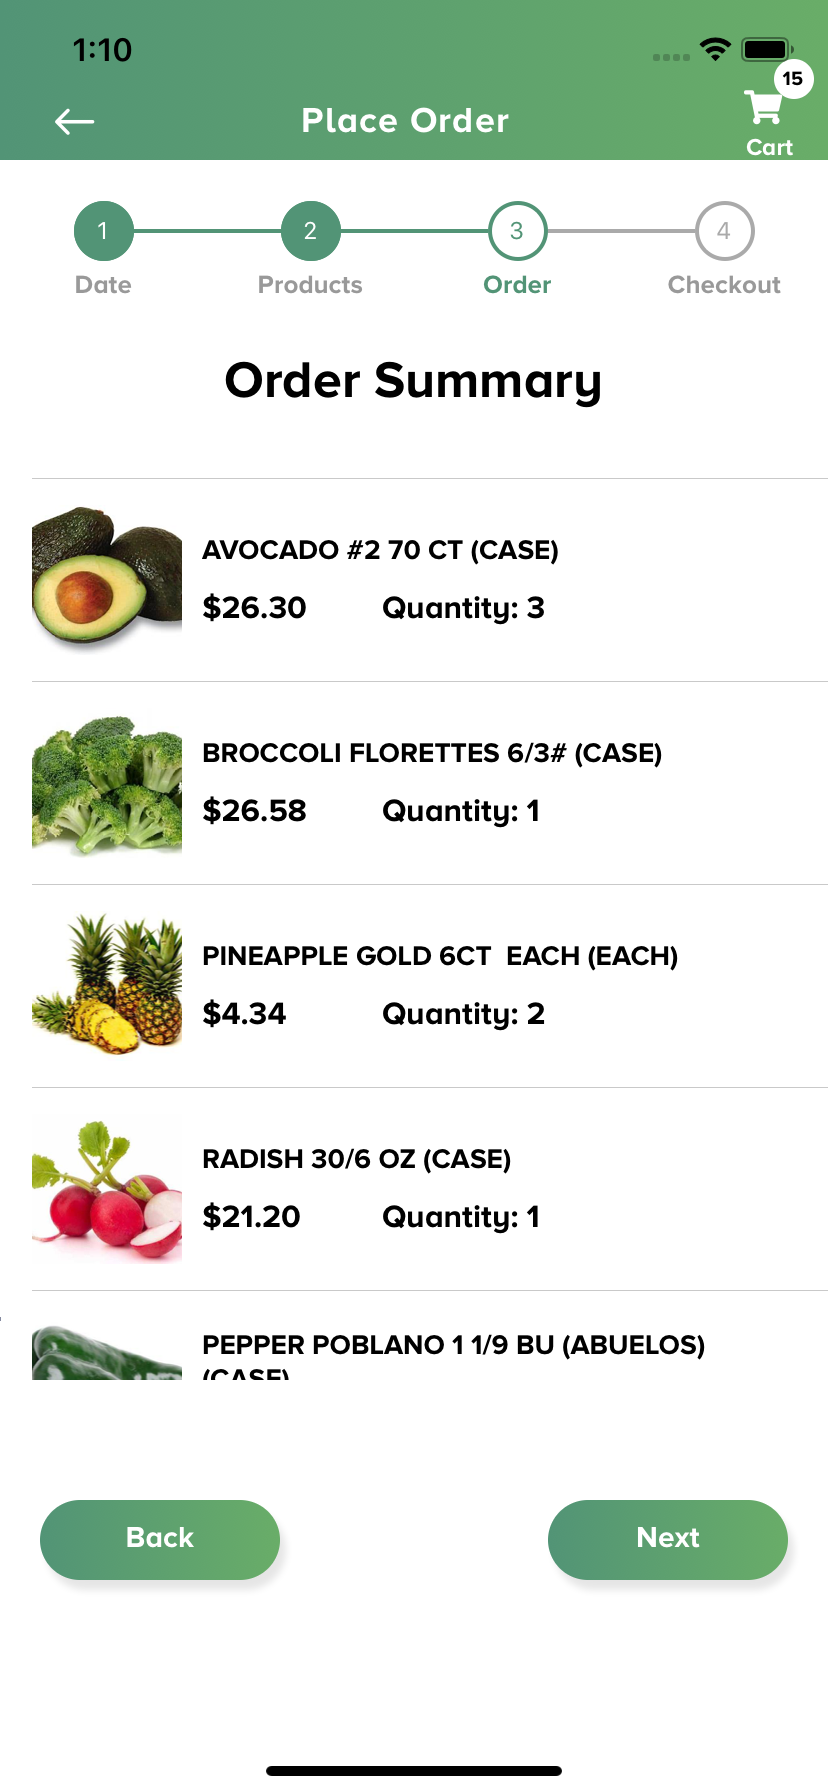 1:10
15
Place Order
Cart
1 2 3 4
Date Products Order Checkout
Order Summary
AVOCADO #2 70 CT (CASE)
$26.30 Quantity: 3
BROCCOLI FLORETTES 6/3# (CASE)
$26.58 Quantity: 1
PINEAPPLE GOLD 6CT  EACH (EACH)
$4.34 Quantity: 2
RADISH 30/6 OZ (CASE)
$21.20 Quantity: 1
PEPPER POBLANO 1 1/9 BU (ABUELOS)
(CASE)
Back Next